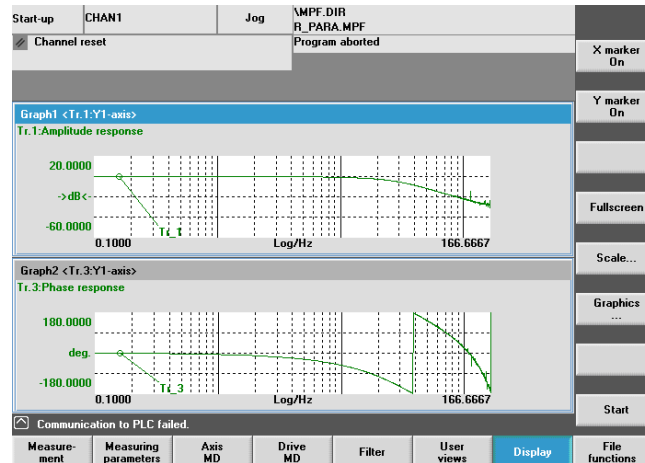 Start-up
CHAN1
Jog
\MPF.DIR
R_PARA.MPF
Channel reset
Program aborted
X marker
On
Y marker
On
Graph1 <Tr.1:Y1-axis>
Tr.1:Amplitude response
20.0000
->dB<-
-60.0000
Tr_1
0.1000
Log/Hz
166.6667
Fullscreen
Scale...
Graph2 <Tr.3:Y1-axis>
Tr.3:Phase response
180.0000
deg.
-180.0000
Tr_3
0.1000
Log/Hz
166.6667
Graphics
...
Start
Communication to PLC failed.
Measure-
ment
Measuring
parameters
Axis
MD
Drive
MD
Filter
User
views
Display
File
functions